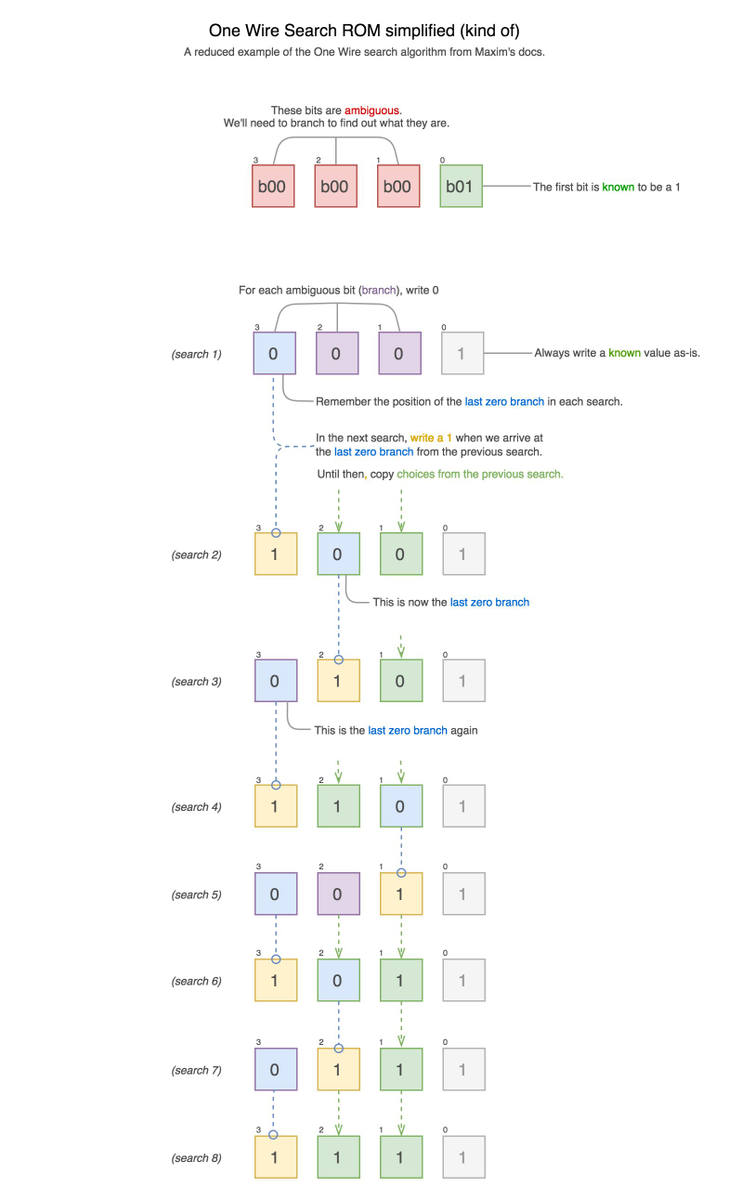 One Wire Search ROM simplified (kind of)
A reduced example of the One Wire search algorithm from Maxim's docs.
These bits are ambiguous.
We'll need to branch to find out what they are.
3 2 1 0
b00 b00 b00 b01
The first bit is known to be a 1
For each ambiguous bit (branch), write 0
3 2 1 0
(search 1) 0 0 0 1
Always write a known value as-is.
Remember the position of the last zero branch in each search.
In the next search, write a 1 when we arrive at
the last zero branch from the previous search.
Until then, copy choices from the previous search.
3 2 1 0
(search 2) 1 0 0 1
This is now the last zero branch
3 2 1 0
(search 3) 0 1 0 1
This is the last zero branch again
3 2 1 0
(search 4) 1 1 0 1
3 2 1 0
(search 5) 0 0 1 1
3 2 1 0
(search 6) 1 0 1 1
3 2 1 0
(search 7) 0 1 1 1
3 2 1 0
(search 8) 1 1 1 1